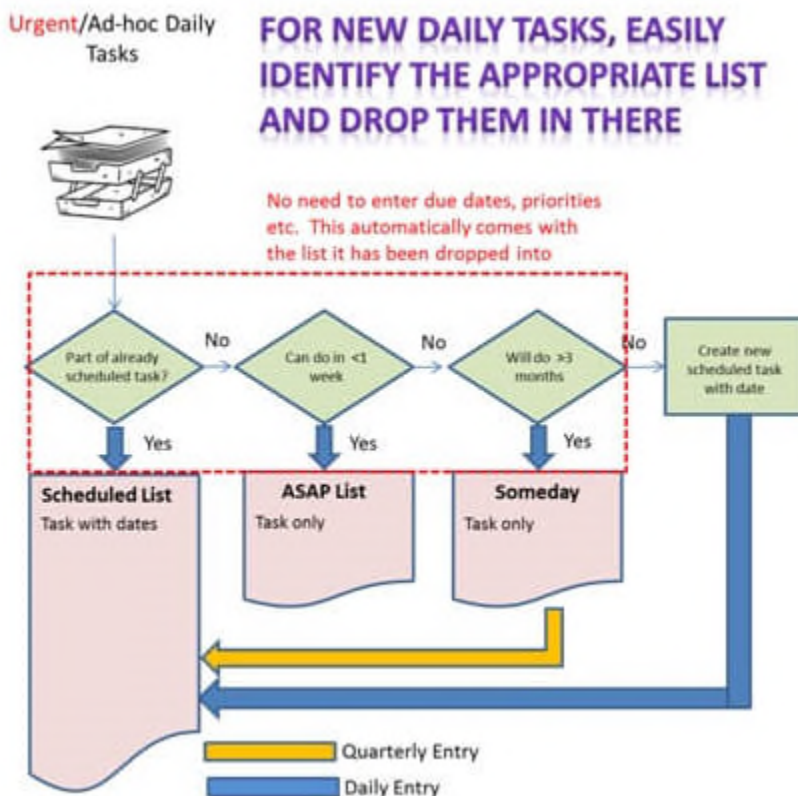 Urgent/Ad-hoc Daily
Tasks
FOR NEW DAILY TASKS, EASILY
IDENTIFY THE APPROPRIATE LIST
AND DROP THEM IN THERE
No need to enter due dates, priorities
etc. This automatically comes with
the list it has been dropped into
Part of already
scheduled task?
No
Can do in <1
week
No
Will do >3
months
No
Create new
scheduled task
with date
Yes
Yes
Yes
Scheduled List
Task with dates
ASAP List
Task only
Someday
Task only
Quarterly Entry
Daily Entry